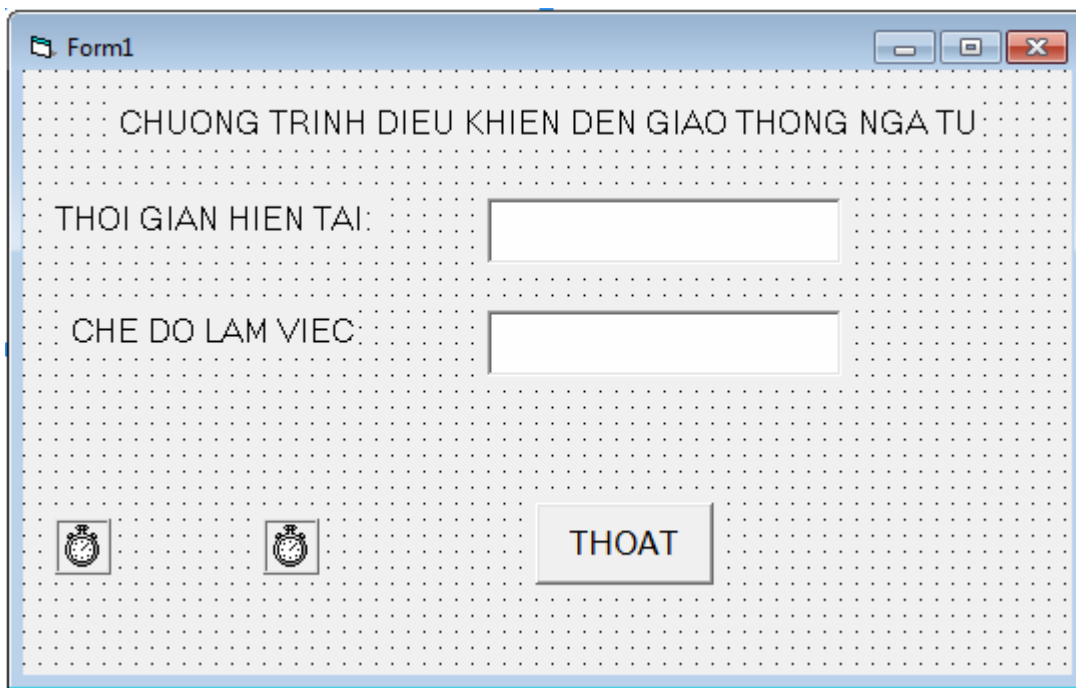 Form1
CHUONG TRINH DIEU KHIEN DEN GIAO THONG NGA TU
THOI GIAN HIEN TAI:
CHE DO LAM VIEC
THOAT